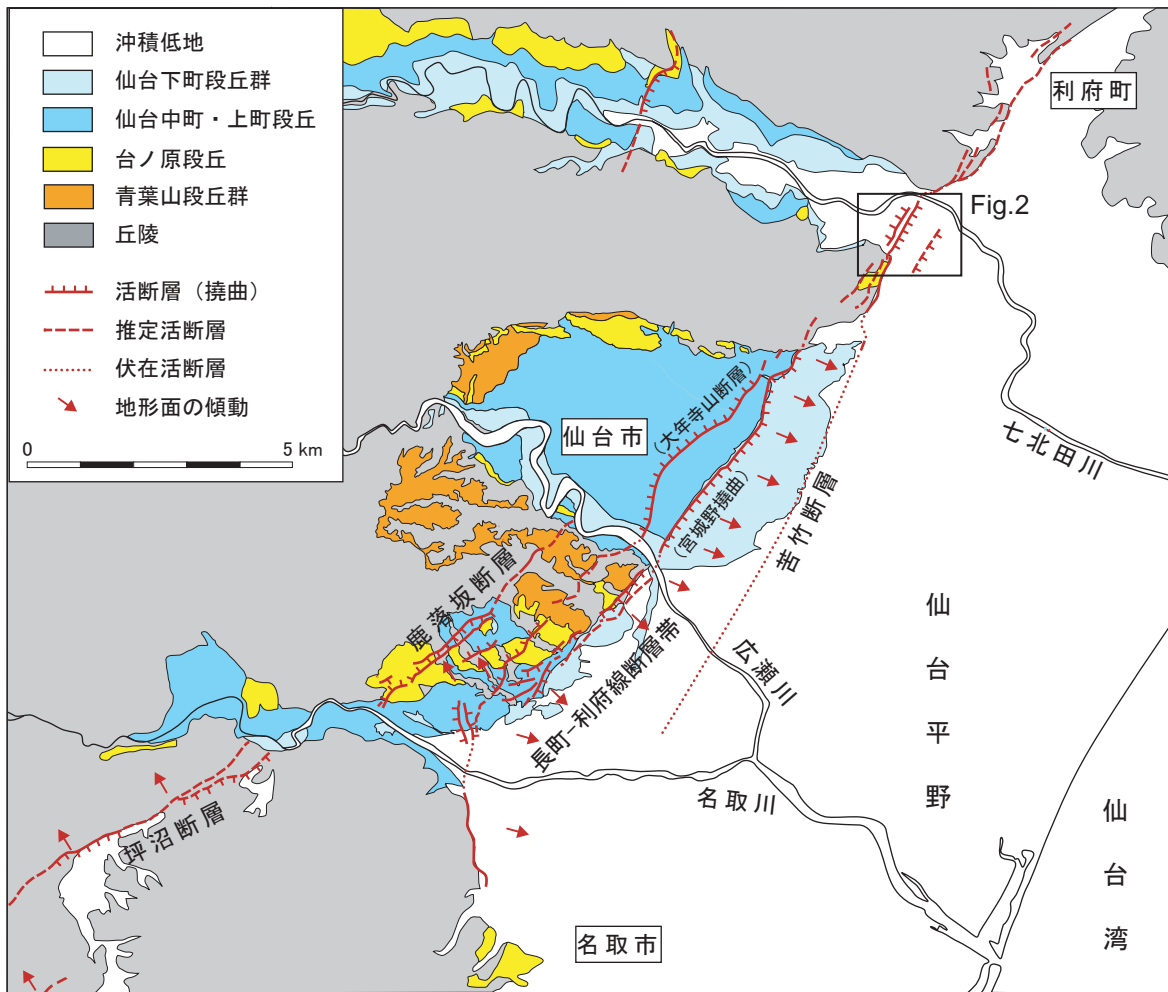 沖積低地
仙台下町段丘群
仙台中町・上町段丘
台ノ原段丘
青葉山段丘群
丘陵
活断層（撓曲）
推定活断層
伏在活断層
地形面の傾動
0 5 km
利府町
Fig.2
七北田川
仙台市
（大年寺山断層）
（宮城野撓曲）
苦竹断層
鹿落坂断層
長町−利府線断層帯
広瀬川
仙台平野
名取川
坪沼断層
仙台湾
名取市